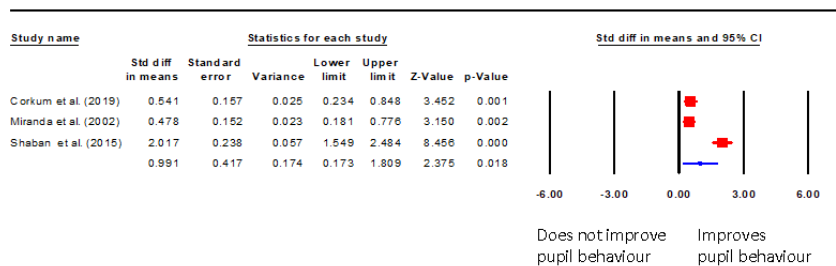 Study name Statistics for each study Std diff in means and 95% CI
Std diff Standard Lower Upper
in means error Variance limit limit Z-Value p-Value
Corkum et al. (2019) 0.541 0.157 0.025 0.234 0.848 3.452 0.001
Miranda et al. (2002) 0.478 0.152 0.023 0.181 0.776 3.150 0.002
Shaban et al. (2015) 2.017 0.238 0.057 1.549 2.484 8.456 0.000
0.991 0.417 0.174 0.173 1.809 2.375 0.018
-6.00 -3.00 0.00 3.00 6.00
Does not improve Improves
pupil behaviour pupil behaviour